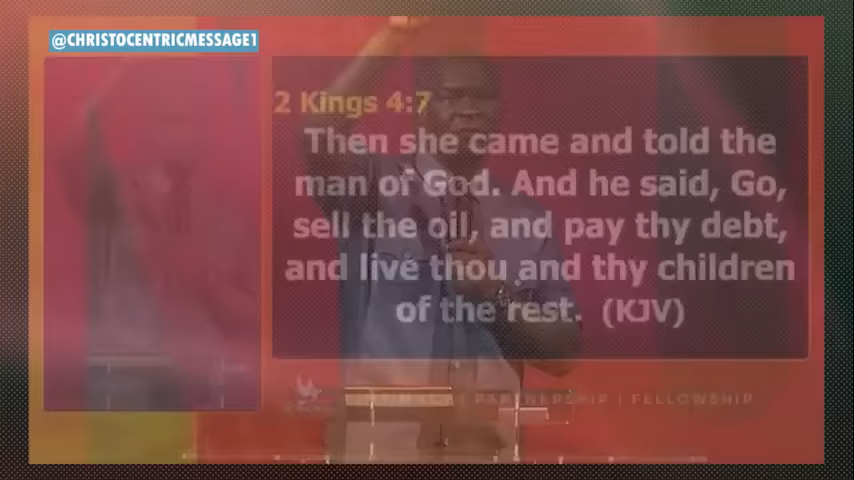 @CHRISTOCENTRICMESSAGE1
2 Kings 4:7
Then she came and told the
man of God. And he said, Go,
sell the oil, and pay thy debt,
and live thou and thy children
of the rest. (KJV)
PARTNERSHIP | FELLOWSHIP